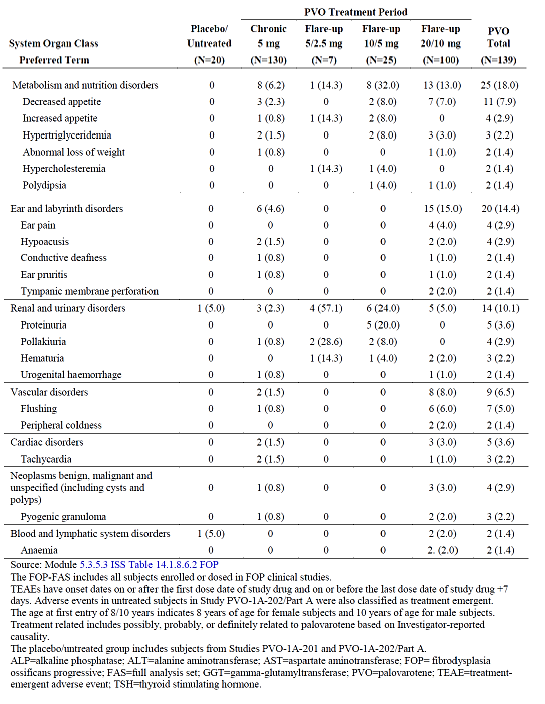 PVO Treatment Period
System Organ Class Preferred Term Placebo/ Untreated (N=20) Chronic 5 mg (N=130) Flare-up 5/2.5 mg (N=7) Flare-up 10/5 mg (N=25) Flare-up 20/10 mg (N=100) PVO Total (N=139)
Metabolism and nutrition disorders 0 8 (6.2) 1 (14.3) 8 (32.0) 13 (13.0) 25 (18.0)
Decreased appetite 0 3 (2.3) 0 2 (8.0) 7 (7.0) 11 (7.9)
Increased appetite 0 1 (0.8) 1 (14.3) 2 (8.0) 0 4 (2.9)
Hypertriglyceridemia 0 2 (1.5) 0 2 (8.0) 3 (3.0) 3 (2.2)
Abnormal loss of weight 0 1 (0.8) 0 0 1 (1.0) 2 (1.4)
Hypercholesteremia 0 0 1 (14.3) 1 (4.0) 0 2 (1.4)
Polydipsia 0 0 0 1 (4.0) 1 (1.0) 2 (1.4)
Ear and labyrinth disorders 0 6 (4.6) 0 0 15 (15.0) 20 (14.4)
Ear pain 0 0 0 0 4 (4.0) 4 (2.9)
Hypoacusis 0 2 (1.5) 0 0 2 (2.0) 4 (2.9)
Conductive deafness 0 1 (0.8) 0 0 1 (1.0) 2 (1.4)
Ear pruritis 0 1 (0.8) 0 0 1 (1.0) 2 (1.4)
Tympanic membrane perforation 0 0 0 0 2 (2.0) 2 (1.4)
Renal and urinary disorders 1 (5.0) 3 (2.3) 4 (57.1) 6 (24.0) 5 (5.0) 14 (10.1)
Proteinuria 0 0 0 5 (20.0) 0 5 (3.6)
Pollakiuria 0 1 (0.8) 2 (28.6) 2 (8.0) 0 4 (2.9)
Hematuria 0 0 1 (14.3) 1 (4.0) 2 (2.0) 3 (2.2)
Urogenital haemorrhage 0 1 (0.8) 0 0 1 (1.0) 2 (1.4)
Vascular disorders 0 2 (1.5) 0 0 8 (8.0) 9 (6.5)
Flushing 0 1 (0.8) 0 0 6 (6.0) 7 (5.0)
Peripheral coldness 0 0 0 0 2 (2.0) 2 (1.4)
Cardiac disorders 0 2 (1.5) 0 0 3 (3.0) 5 (3.6)
Tachycardia 0 2 (1.5) 0 0 1 (1.0) 3 (2.2)
Neoplasms benign, malignant and
unspecified (including cysts and 0 1 (0.8) 0 0 3 (3.0) 4 (2.9)
polyps)
Pyogenic granuloma 0 1 (0.8) 0 0 2 (2.0) 3 (2.2)
Blood and lymphatic system disorders 1 (5.0) 0 0 0 2 (2.0) 2 (1.4)
Anaemia 0 0 0 0 2. (2.0) 2 (1.4)
Source: Module 5.3.5.3 ISS Table 14.1.8.6.2 FOP
The FOP-FAS includes all subjects enrolled or dosed in FOP clinical studies.
TEAEs have onset dates on or after the first dose date of study drug and on or before the last dose date of study drug +7
days. Adverse events in untreated subjects in Study PVO-1A-202/Part A were also classified as treatment emergent.
The age at first entry of 8/10 years indicates 8 years of age for female subjects and 10 years of age for male subjects.
Treatment related includes possibly, probably, or definitely related to palovarotene based on Investigator-reported
causality.
The placebo/untreated group includes subjects from Studies PVO-1A-201 and PVO-1A-202/Part A.
ALP=alkaline phosphatase; ALT=alanine aminotransferase; AST=aspartate aminotransferase; FOP= fibrodysplasia
ossificans progressive; FAS=full analysis set; GGT=gamma-glutamyltransferase; PVO=palovarotene; TEAE=treatment-
emergent adverse event; TSH=thyroid stimulating hormone.